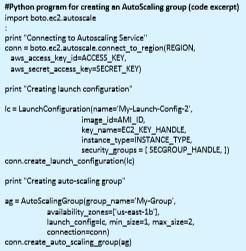 #Python program for creating an AutoScaling group (code excerpt)
import boto.ec2.autoscale
:
print "Connecting to Autoscaling Service"
conn = boto.ec2.autoscale.connect_to_region(REGION,
aws_access_key_id=ACCESS_KEY,
aws_secret_access_key=SECRET_KEY)
print "Creating launch configuration"
lc = LaunchConfiguration(name='My-Launch-Config-2',
image_id=AMI_ID,
key_name=EC2_KEY_HANDLE,
instance_type=INSTANCE_TYPE,
security_groups = [ SECGROUP_HANDLE, ])
conn.create_launch_configuration(lc)
print "Creating auto-scaling group"
ag = AutoScalingGroup(group_name='My-Group',
availability_zones=['us-east-1b'],
launch_config=lc, min_size=1, max_size=2,
connection=conn)
conn.create_auto_scaling_group(ag)